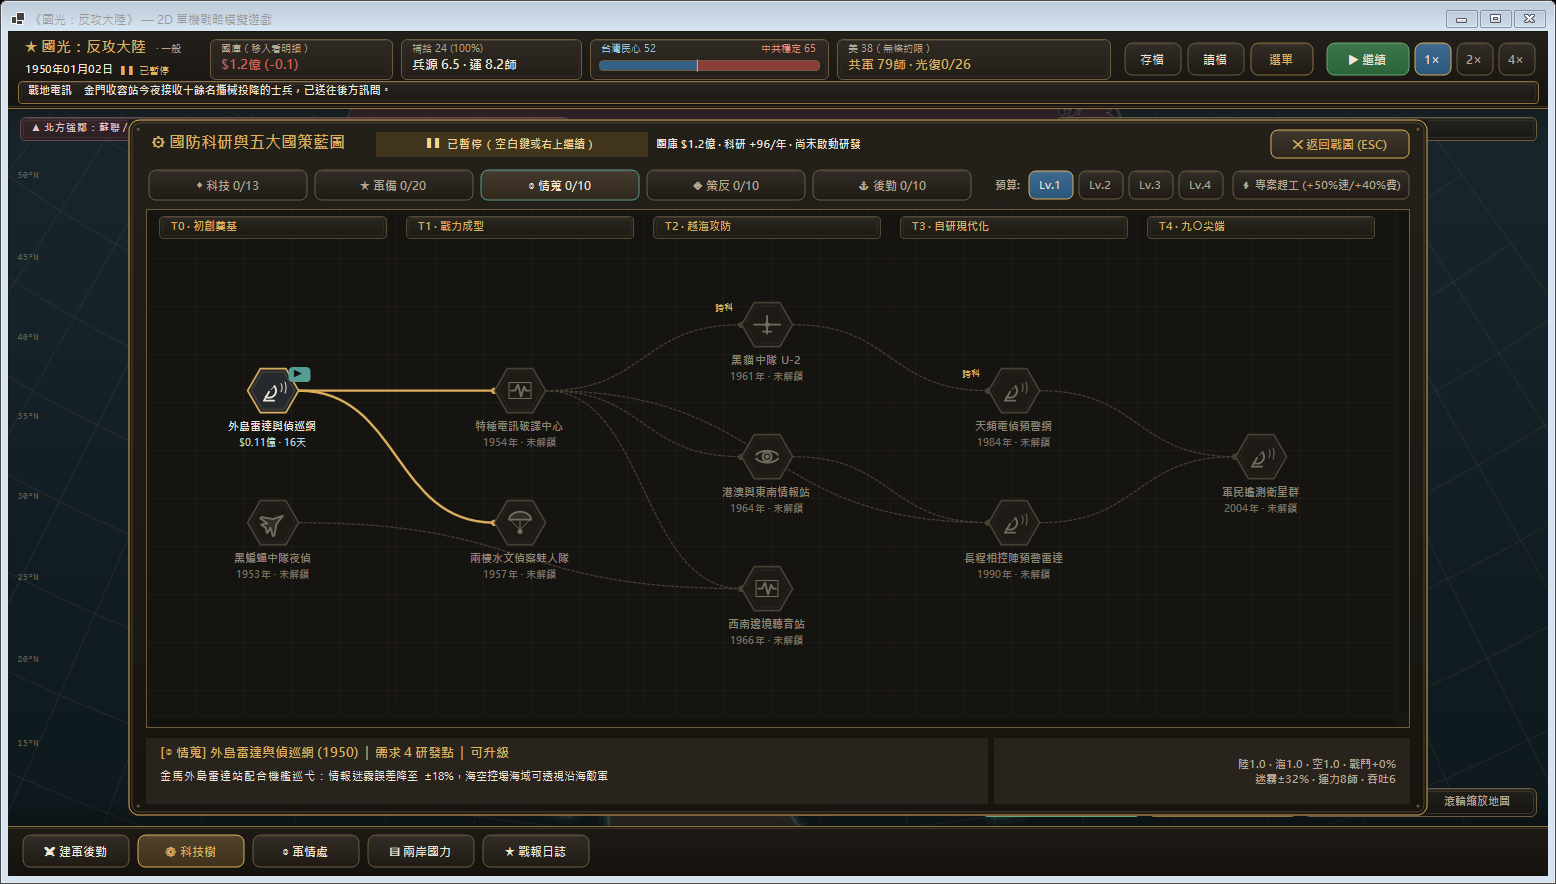 《國光：反攻大陸》 — 2D 單機戰略模擬遊戲
★ 國光：反攻大陸 · 一般
1950年01月02日 ❚❚ 已暫停
國庫（移入看明細）
$1.2億 (-0.1)
補給 24 (100%)
兵源 6.5 · 運 8.2師
台灣民心 52
中共穩定 65
美 38（無條約限）
共軍 79師 · 光復0/26
存檔
讀檔
選單
▶ 繼續
1×
2×
4×
戰地電訊 金門收容站今夜接收十餘名攜械投降的士兵，已送往後方訊問。
▲ 北方強鄰：蘇聯 /
⚙ 國防科研與五大國策藍圖
❚❚ 已暫停（空白鍵或右上繼續）
國庫 $1.2億 · 科研 +96/年 · 尚未啟動研發
✕ 返回戰圖 (ESC)
科技 0/13
★ 軍備 0/20
情蒐 0/10
◆ 策反 0/10
⚓ 後勤 0/10
預算:
Lv.1
Lv.2
Lv.3
Lv.4
專案趕工 (+50%速/+40%費)
T0 · 初創奠基
T1 · 戰力成型
T2 · 越海攻防
T3 · 自研現代化
T4 · 九〇尖端
50°N
45°N
40°N
35°N
30°N
25°N
20°N
15°N
跨科
黑貓中隊 U-2
1961年 · 未解鎖
外島雷達與偵巡網
$0.11億 · 16天
特種電訊破譯中心
1954年 · 未解鎖
跨科
天頻電偵預警網
1984年 · 未解鎖
港澳與東南情報站
1964年 · 未解鎖
軍民遙測衛星群
2004年 · 未解鎖
黑蝙蝠中隊夜偵
1953年 · 未解鎖
兩棲水文偵察蛙人隊
1957年 · 未解鎖
長程相控陣預警雷達
1990年 · 未解鎖
西南邊境聽音站
1966年 · 未解鎖
[情蒐] 外島雷達與偵巡網 (1950) | 需求 4 研發點 | 可升級
金馬外島雷達站配合機艦巡弋：情報迷霧誤差降至 ±18%，海空控場海域可透視沿海敵軍
陸1.0 · 海1.0 · 空1.0 · 戰鬥+0%
迷霧±32% · 運力8師 · 吞吐6
滾輪縮放地圖
建軍後勤
科技樹
軍情處
兩岸國力
★ 戰報日誌